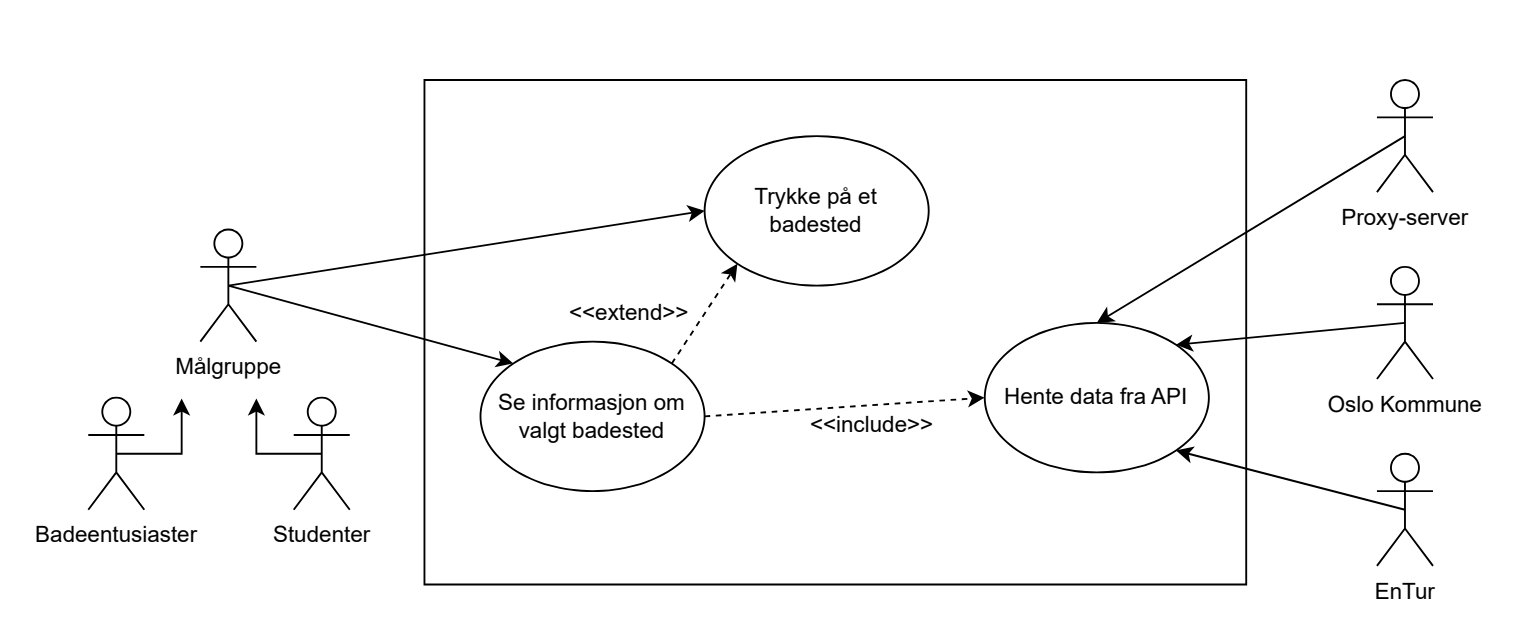 Trykke på et
badested
Proxy-server
<<extend>>
Målgruppe
Se informasjon om
valgt badested
<<include>>
Hente data fra API
Oslo Kommune
Badeentusiaster
Studenter
EnTur